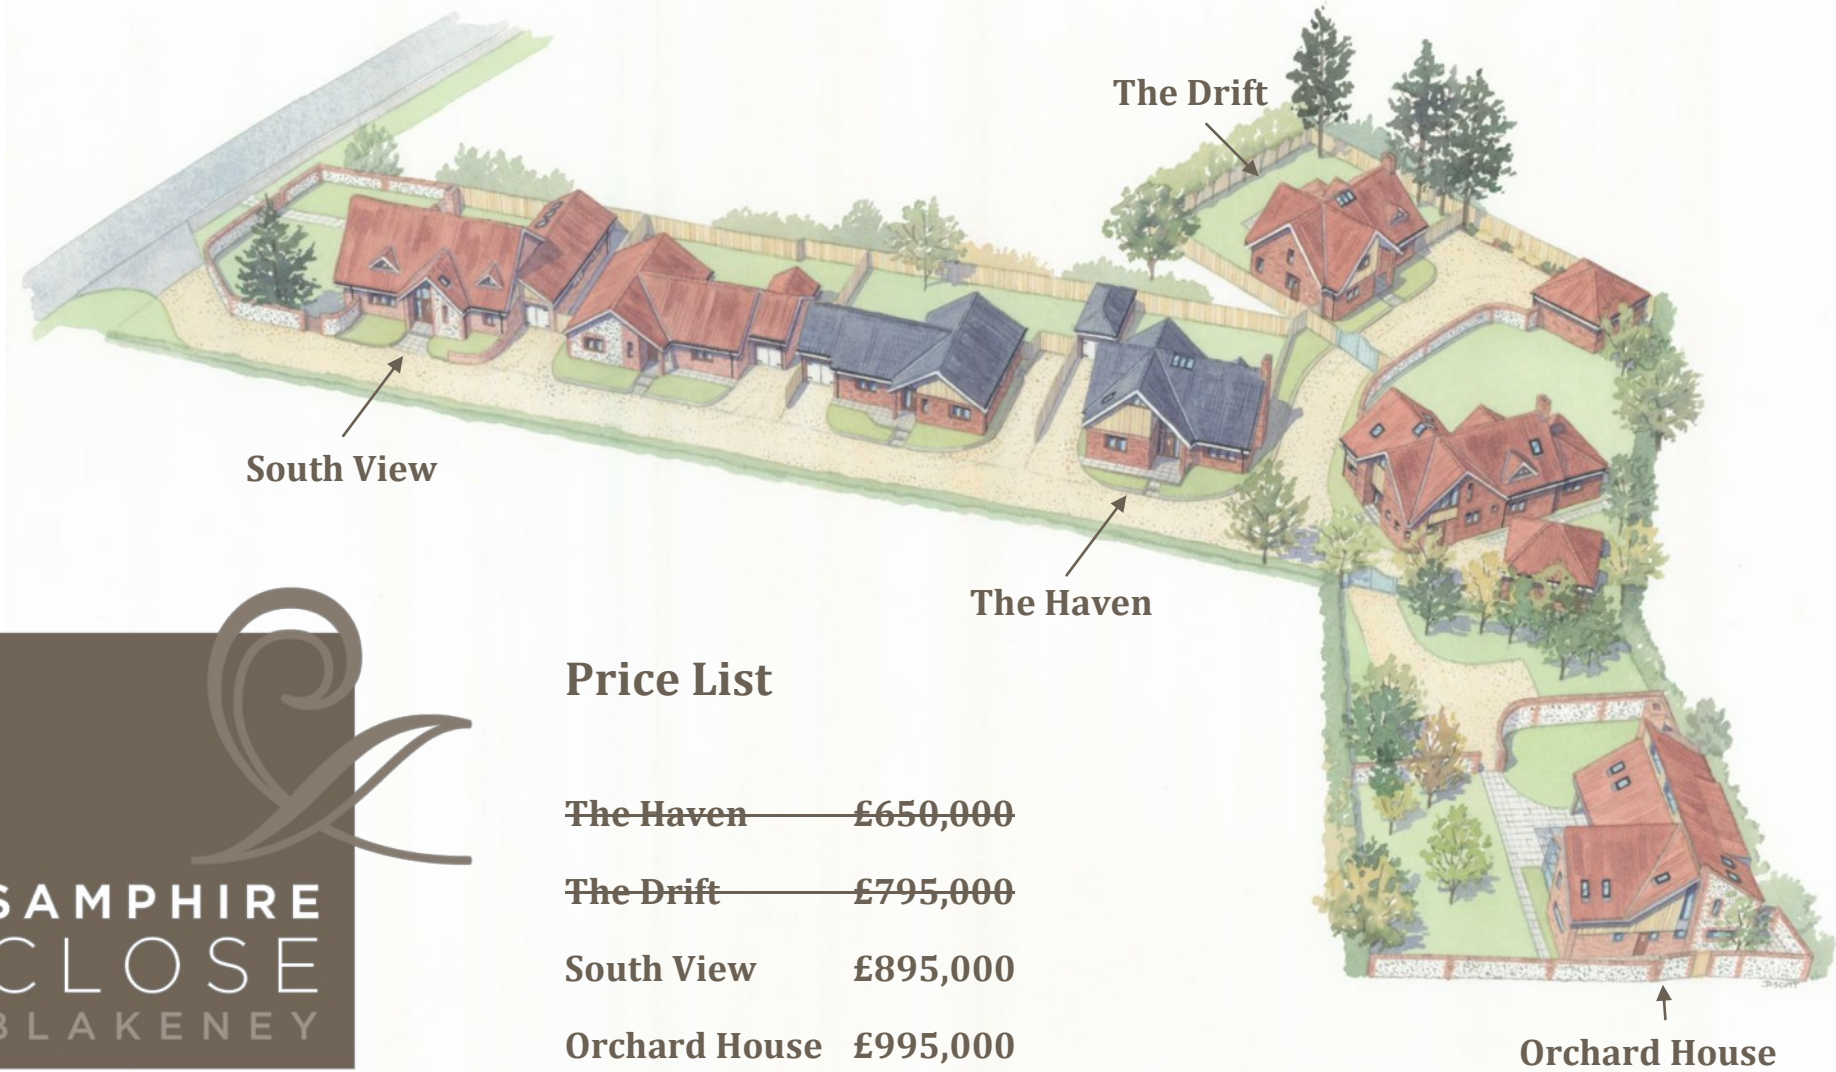 The Drift
South View
The Haven
Price List
The Haven £650,000
The Drift £795,000
South View £895,000
Orchard House £995,000
SAMPHIRE
CLOSE
BLAKENEY
D.SCOTT
Orchard House